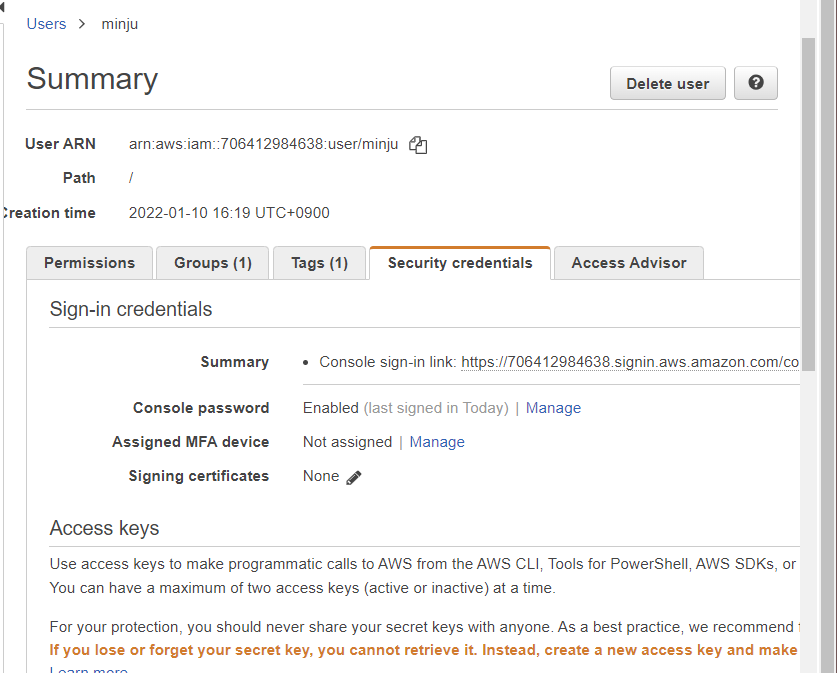 Users > minju
Summary
Delete user
User ARN arn:aws:iam::706412984638:user/minju
Path /
Creation time 2022-01-10 16:19 UTC+0900
Permissions Groups (1) Tags (1) Security credentials Access Advisor
Sign-in credentials
Summary • Console sign-in link: https://706412984638.signin.aws.amazon.com/co
Console password Enabled (last signed in Today) | Manage
Assigned MFA device Not assigned | Manage
Signing certificates None
Access keys
Use access keys to make programmatic calls to AWS from the AWS CLI, Tools for PowerShell, AWS SDKs, or
You can have a maximum of two access keys (active or inactive) at a time.
For your protection, you should never share your secret keys with anyone. As a best practice, we recommend
If you lose or forget your secret key, you cannot retrieve it. Instead, create a new access key and make
Learn more